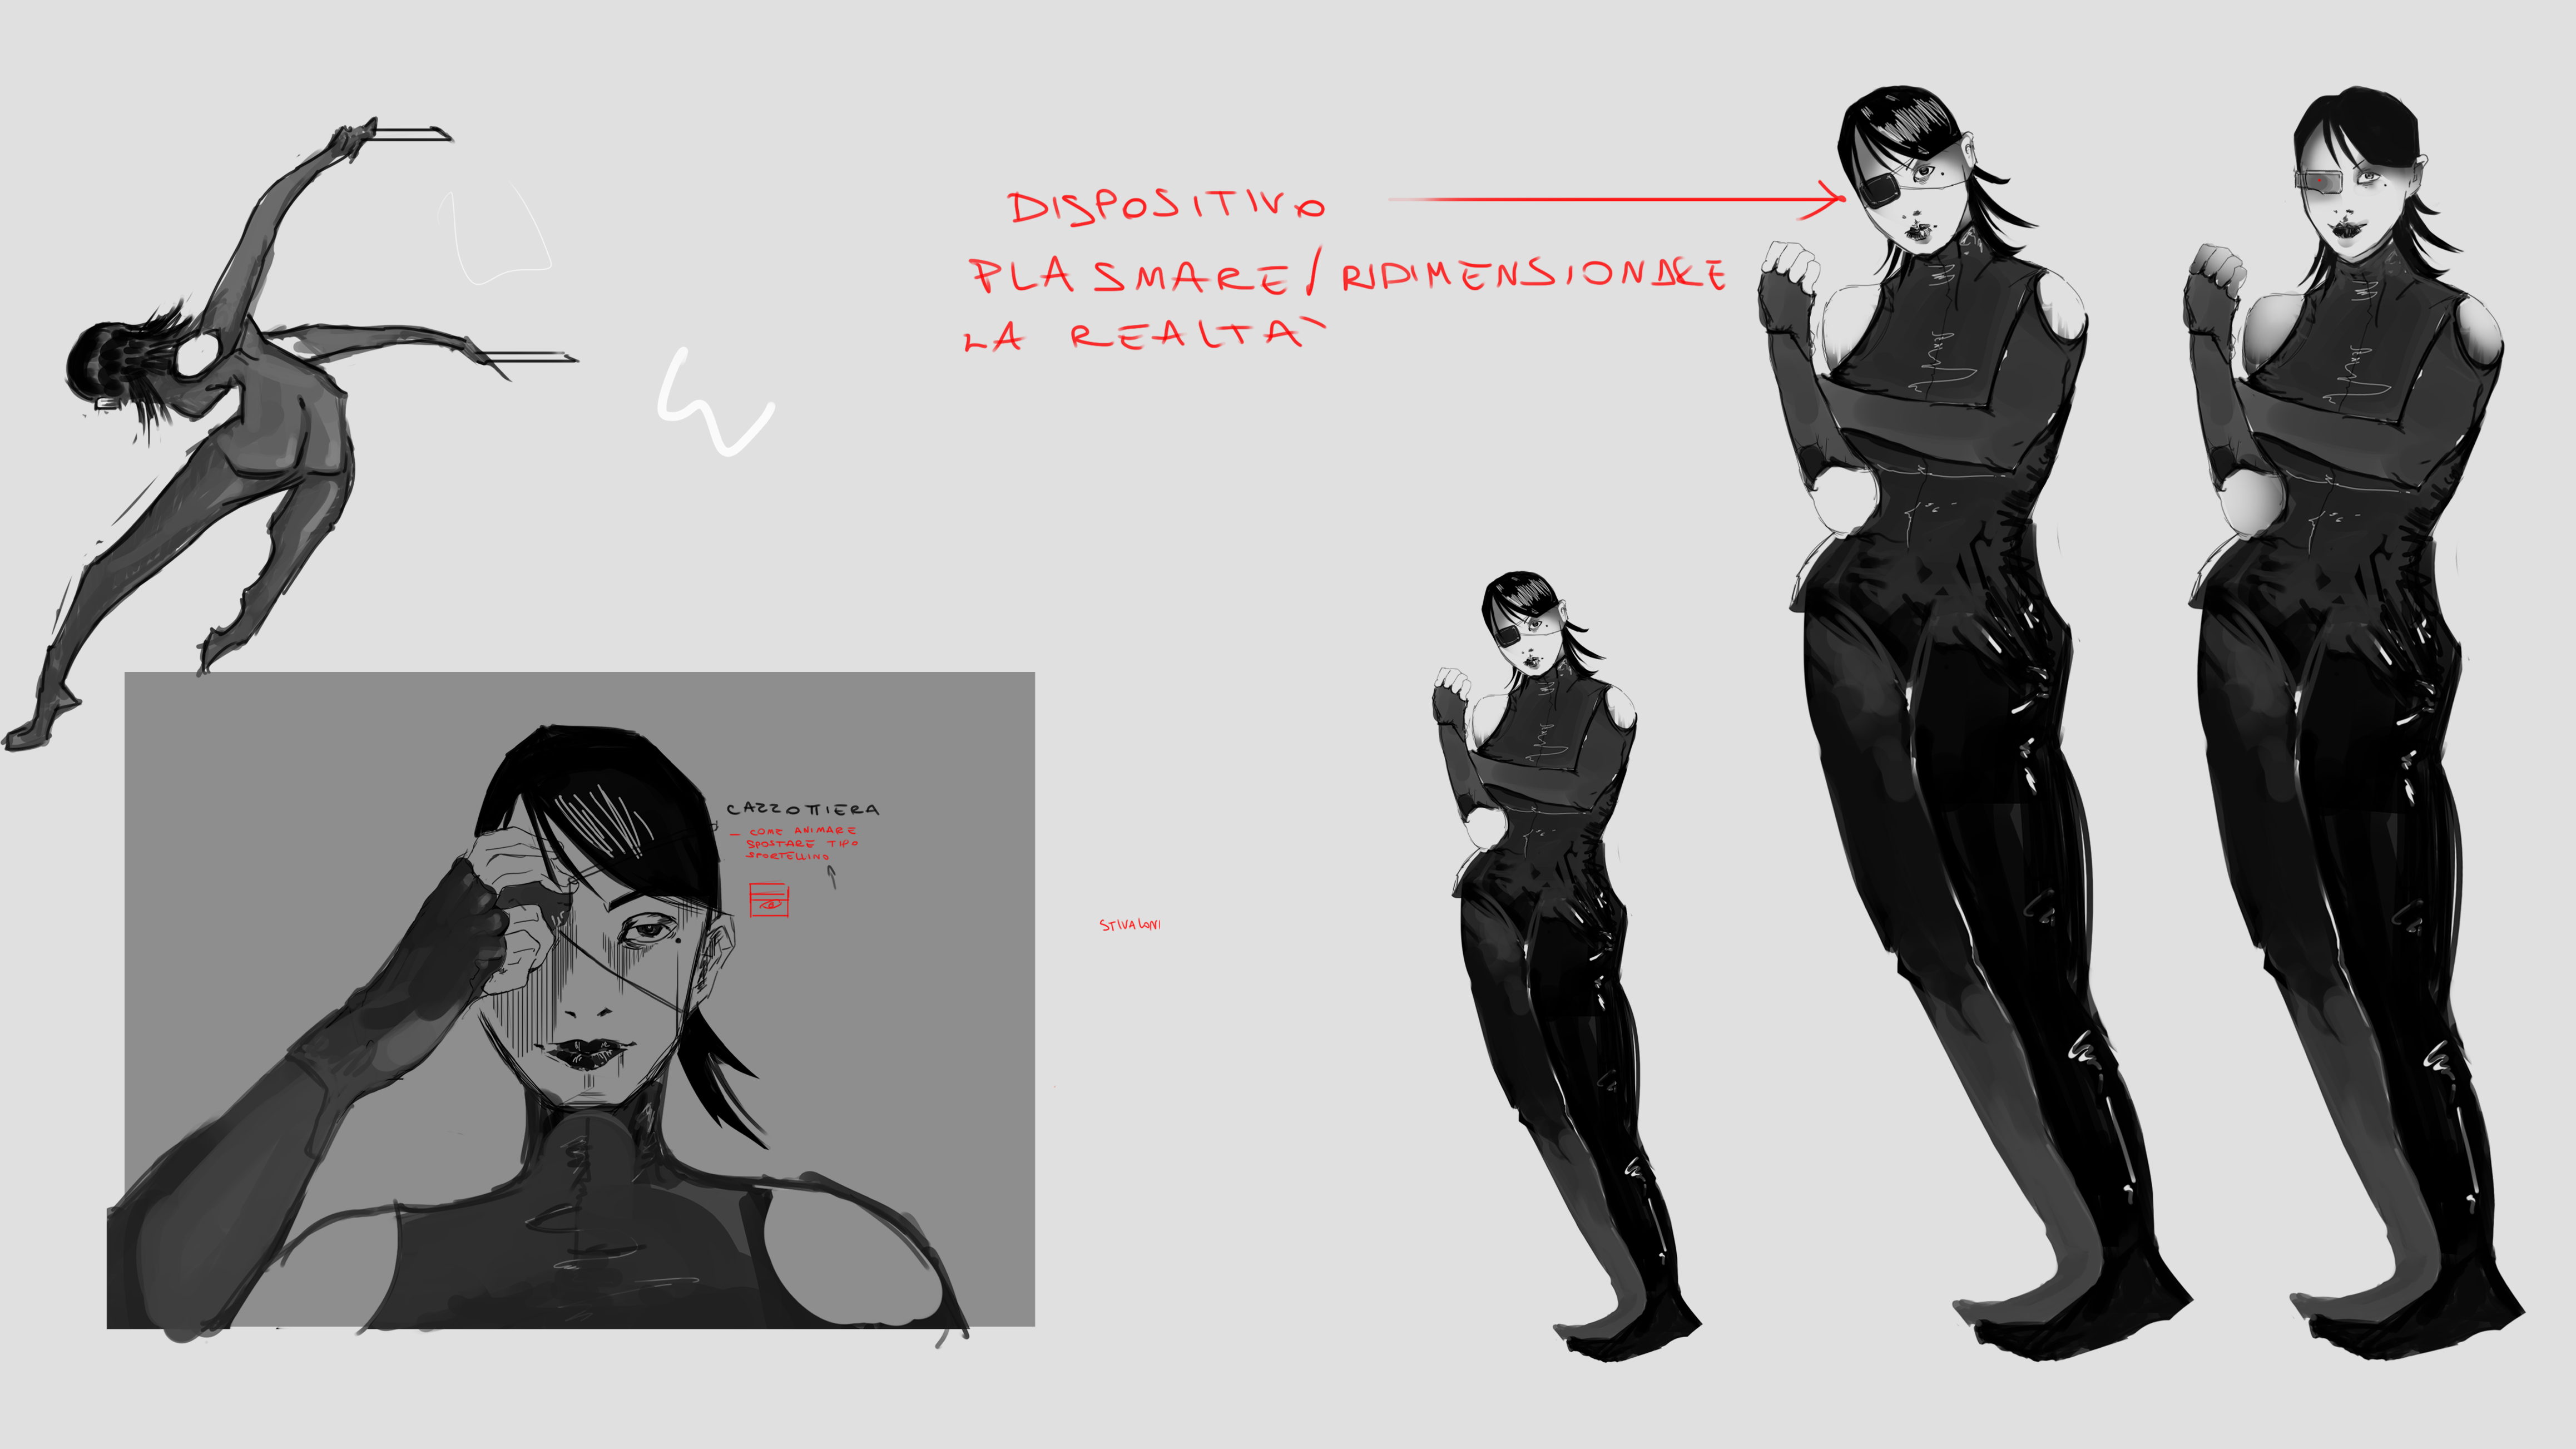 DISPOSITIVO
PLASMARE/RIDIMENSIONARE
LA REALTA'
CAZZOTTIERA
- COME ANIMARE
SPOSTARE TIPO
SPORTELLINO
STIVALONI